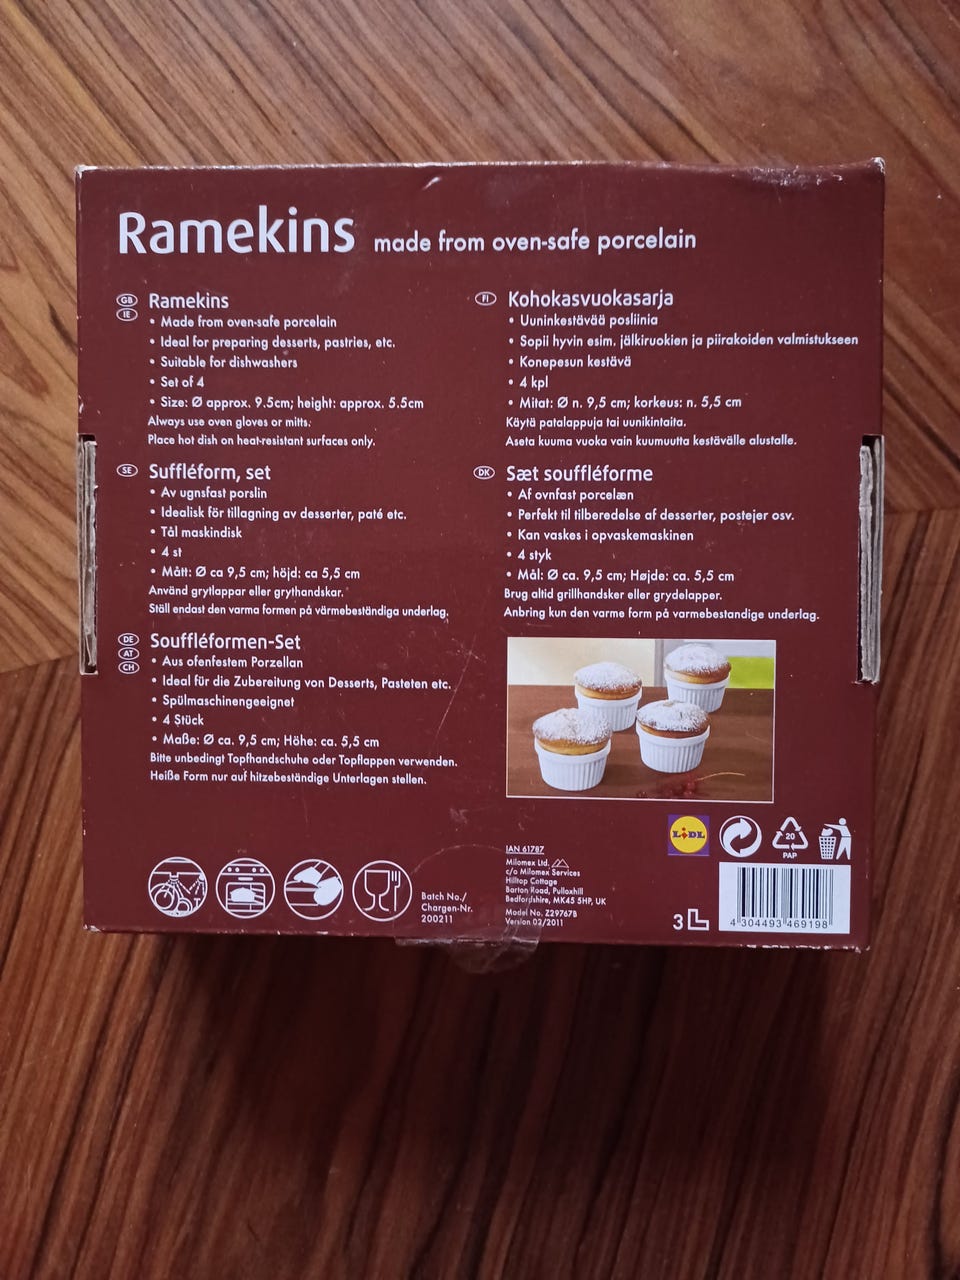 Ramekins made from oven-safe porcelain
GB
IE
Ramekins
• Made from oven-safe porcelain
• Ideal for preparing desserts, pastries, etc.
• Suitable for dishwashers
• Set of 4
• Size: Ø approx. 9.5cm; height: approx. 5.5cm
Always use oven gloves or mitts.
Place hot dish on heat-resistant surfaces only.
SE
Suffléform, set
• Av ugnsfast porslin
• Idealisk för tillagning av desserter, paté etc.
• Tål maskindisk
• 4 st
• Mått: Ø ca 9,5 cm; höjd: ca 5,5 cm
Använd grytlappar eller grythandskar.
Ställ endast den varma formen på värmebeständiga underlag.
DE
AT
CH
Souffléformen-Set
• Aus ofenfestem Porzellan
• Ideal für die Zubereitung von Desserts, Pasteten etc.
• Spülmaschinengeeignet
• 4 Stück
• Maße: Ø ca. 9,5 cm; Höhe: ca. 5,5 cm
Bitte unbedingt Topfhandschuhe oder Topflappen verwenden.
Heiße Form nur auf hitzebeständige Unterlagen stellen.
FI
Kohokasvuokasarja
• Uuninkestävää posliinia
• Sopii hyvin esim. jälkiruokien ja piirakoiden valmistukseen
• Konepesun kestävä
• 4 kpl
• Mitat: Ø n. 9,5 cm; korkeus: n. 5,5 cm
Käytä patalappuja tai uunikintaita.
Aseta kuuma vuoka vain kuumuutta kestävälle alustalle.
DK
Sæt souffléforme
• Af ovnfast porcelæn
• Perfekt til tilberedelse af desserter, postejer osv.
• Kan vaskes i opvaskemaskinen
• 4 styk
• Mål: Ø ca. 9,5 cm; Højde: ca. 5,5 cm
Brug altid grillhandsker eller grydelapper.
Anbring kun den varme form på varmebestandige underlag.
Batch No./
Chargen-Nr.
200211
IAN 61787
Milomex Ltd.
c/o Milomex Services
Hilltop Cottage
Barton Road, Pulloxhill
Bedfordshire, MK45 5HP, UK
Model No. Z29767B
Version 02/2011
LIDL
20
PAP
3L
4 304493 469198